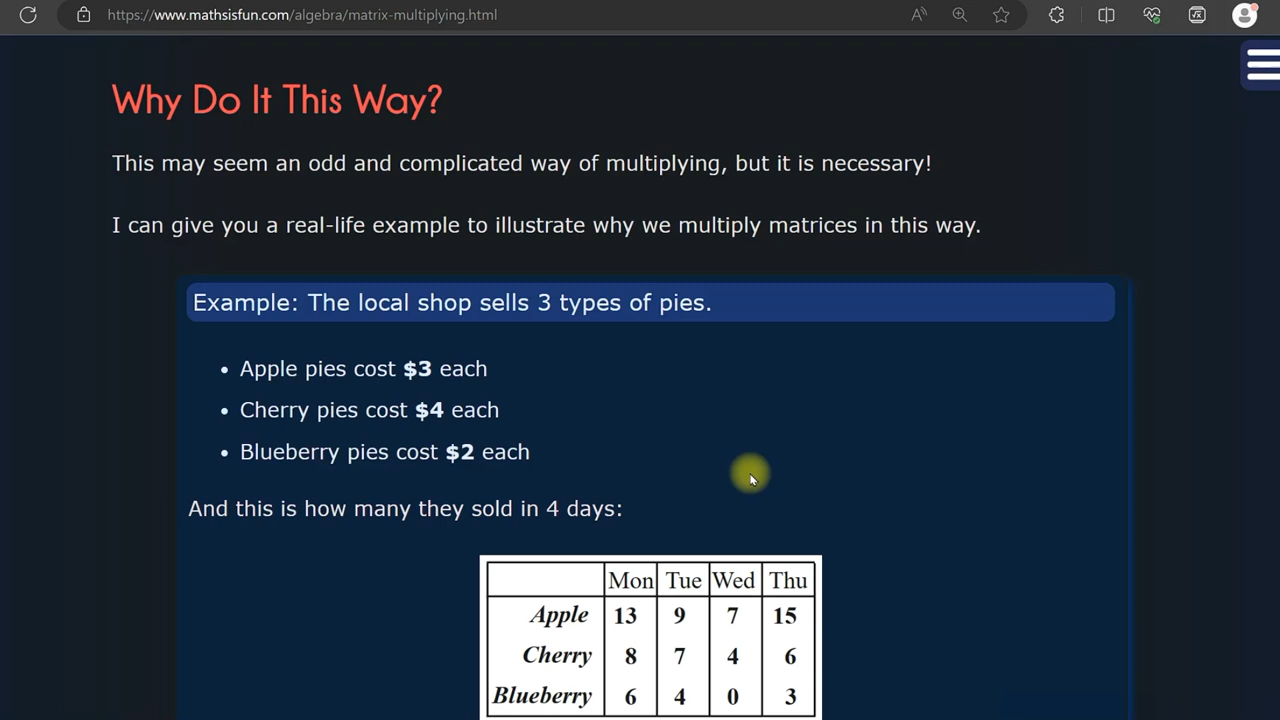 https://www.mathsisfun.com/algebra/matrix-multiplying.html
Why Do It This Way?
This may seem an odd and complicated way of multiplying, but it is necessary!
I can give you a real-life example to illustrate why we multiply matrices in this way.
Example: The local shop sells 3 types of pies.
• Apple pies cost $3 each
• Cherry pies cost $4 each
• Blueberry pies cost $2 each
And this is how many they sold in 4 days:
Mon Tue Wed Thu
Apple 13 9 7 15
Cherry 8 7 4 6
Blueberry 6 4 0 3